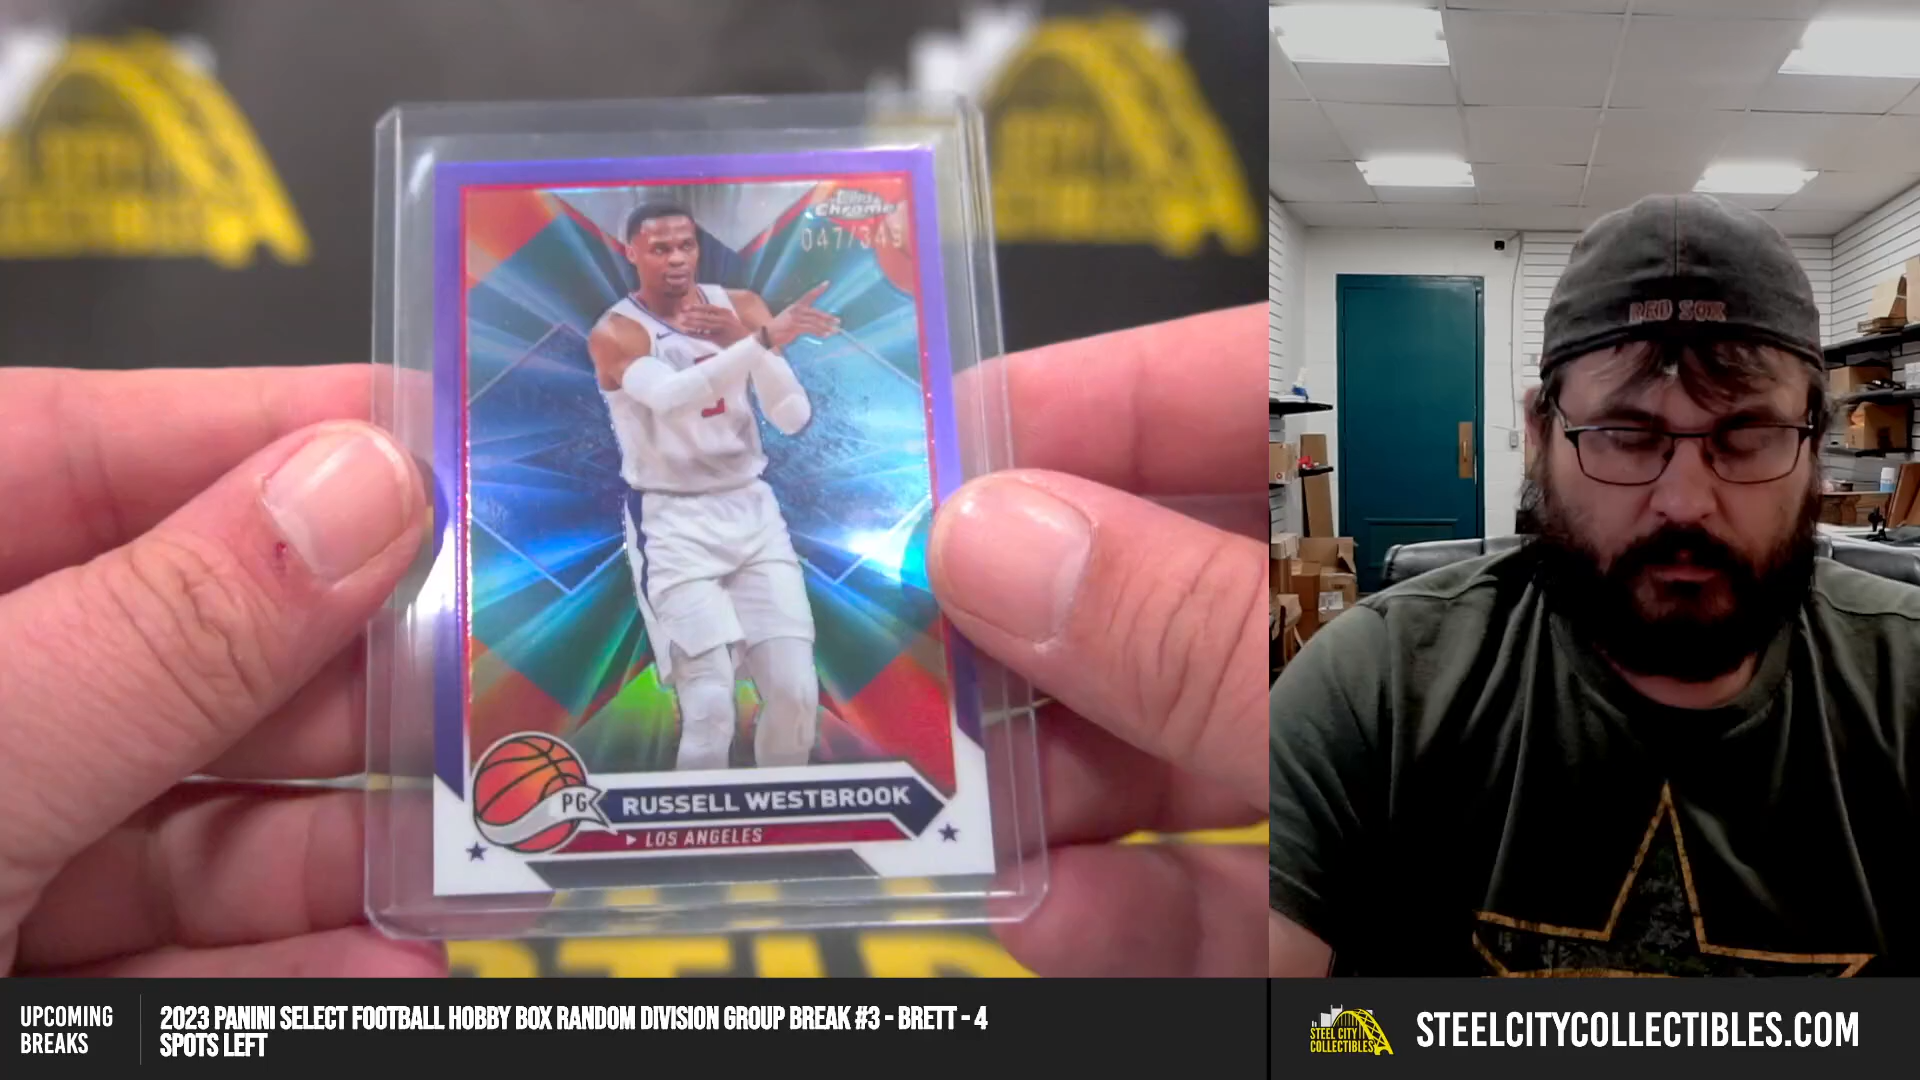 Chrome
047/349
PG
RUSSELL WESTBROOK
LOS ANGELES
RED SOX
UPCOMING
BREAKS
2023 PANINI SELECT FOOTBALL HOBBY BOX RANDOM DIVISION GROUP BREAK #3 - BRETT - 4
SPOTS LEFT
STEEL CITY
COLLECTIBLES
STEELCITYCOLLECTIBLES.COM